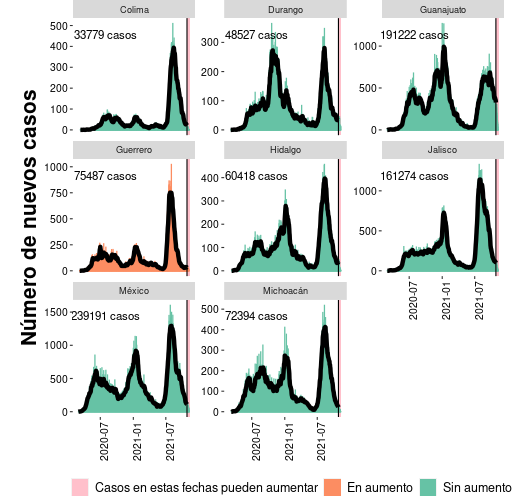 Colima
Durango
Guanajuato
33779 casos
48527 casos
191222 casos
500
400
300
200
100
0
300
200
100
0
1000
500
0
Guerrero
Hidalgo
Jalisco
75487 casos
60418 casos
161274 casos
1000
750
500
250
0
400
300
200
100
0
1000
500
0
México
Michoacán
239191 casos
72394 casos
1500
1000
500
0
500
400
300
200
100
0
2020-07
2021-01
2021-07
2020-07
2021-01
2021-07
2020-07
2021-01
2021-07
Número de nuevos casos
Casos en estas fechas pueden aumentar
En aumento
Sin aumento